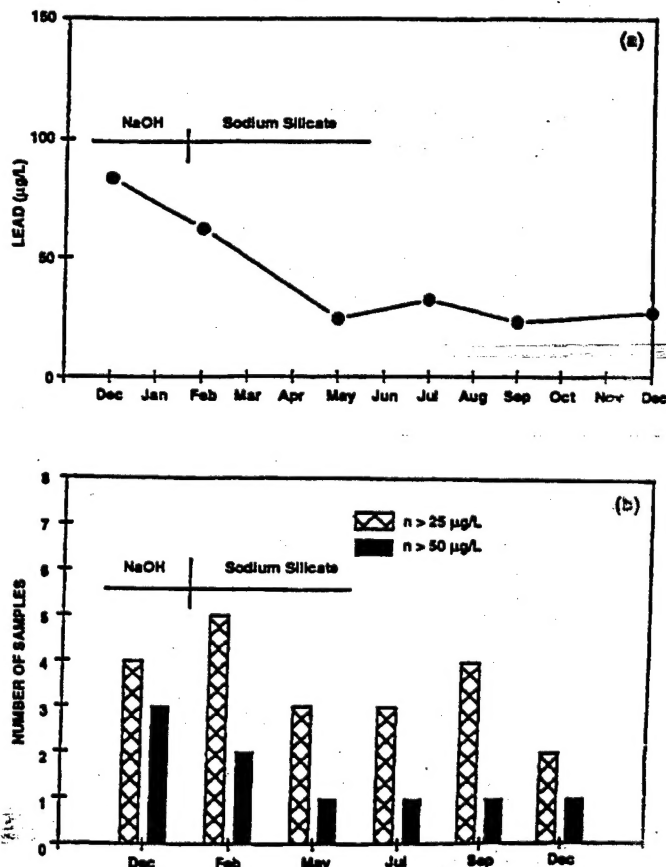 150
(a)
NaOH Sodium Silicate
100
LEAD (µg/L)
50
0
Dec Jan Feb Mar Apr May Jun Jul Aug Sep Oct Nov Dec
8
(b)
7
n > 25 µg/L
n > 50 µg/L
6
NaOH Sodium Silicate
5
NUMBER OF SAMPLES
4
3
2
1
0
Dec Feb May Jul Sep Dec